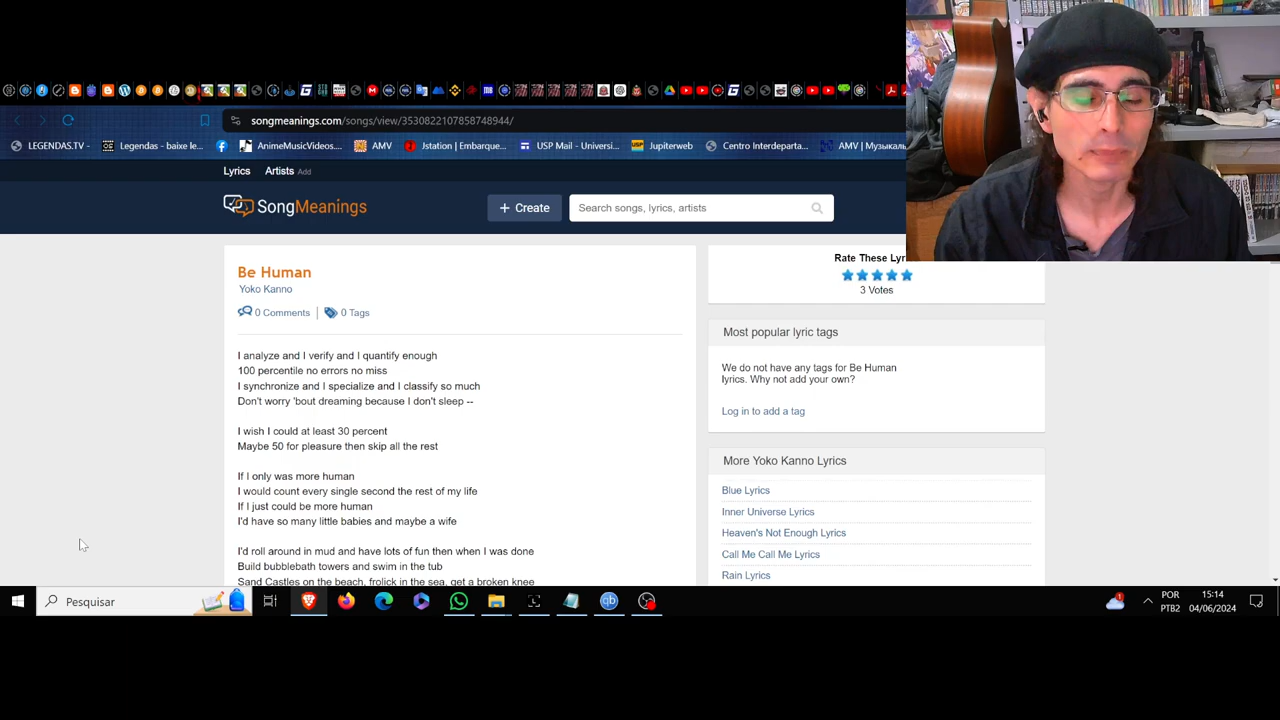 songmeanings.com/songs/view/3530822107858748944/
LEGENDAS.TV -
Legendas - baixe le...
AnimeMusicVideos....
AMV
Jstation | Embarque...
USP Mail - Universi...
Jupiterweb
Centro Interdeparta...
AMV | Музыкаль
Lyrics
Artists Add
SongMeanings
+ Create
Search songs, lyrics, artists
Be Human
Yoko Kanno
0 Comments
0 Tags
I analyze and I verify and I quantify enough
100 percentile no errors no miss
I synchronize and I specialize and I classify so much
Don't worry 'bout dreaming because I don't sleep --
I wish I could at least 30 percent
Maybe 50 for pleasure then skip all the rest
If I only was more human
I would count every single second the rest of my life
If I just could be more human
I'd have so many little babies and maybe a wife
I'd roll around in mud and have lots of fun then when I was done
Build bubblebath towers and swim in the tub
Sand Castles on the beach, frolick in the sea, get a broken knee
Rate These Lyr
3 Votes
Most popular lyric tags
We do not have any tags for Be Human
lyrics. Why not add your own?
Log in to add a tag
More Yoko Kanno Lyrics
Blue Lyrics
Inner Universe Lyrics
Heaven's Not Enough Lyrics
Call Me Call Me Lyrics
Rain Lyrics
Pesquisar
POR
PTB2
15:14
04/06/2024